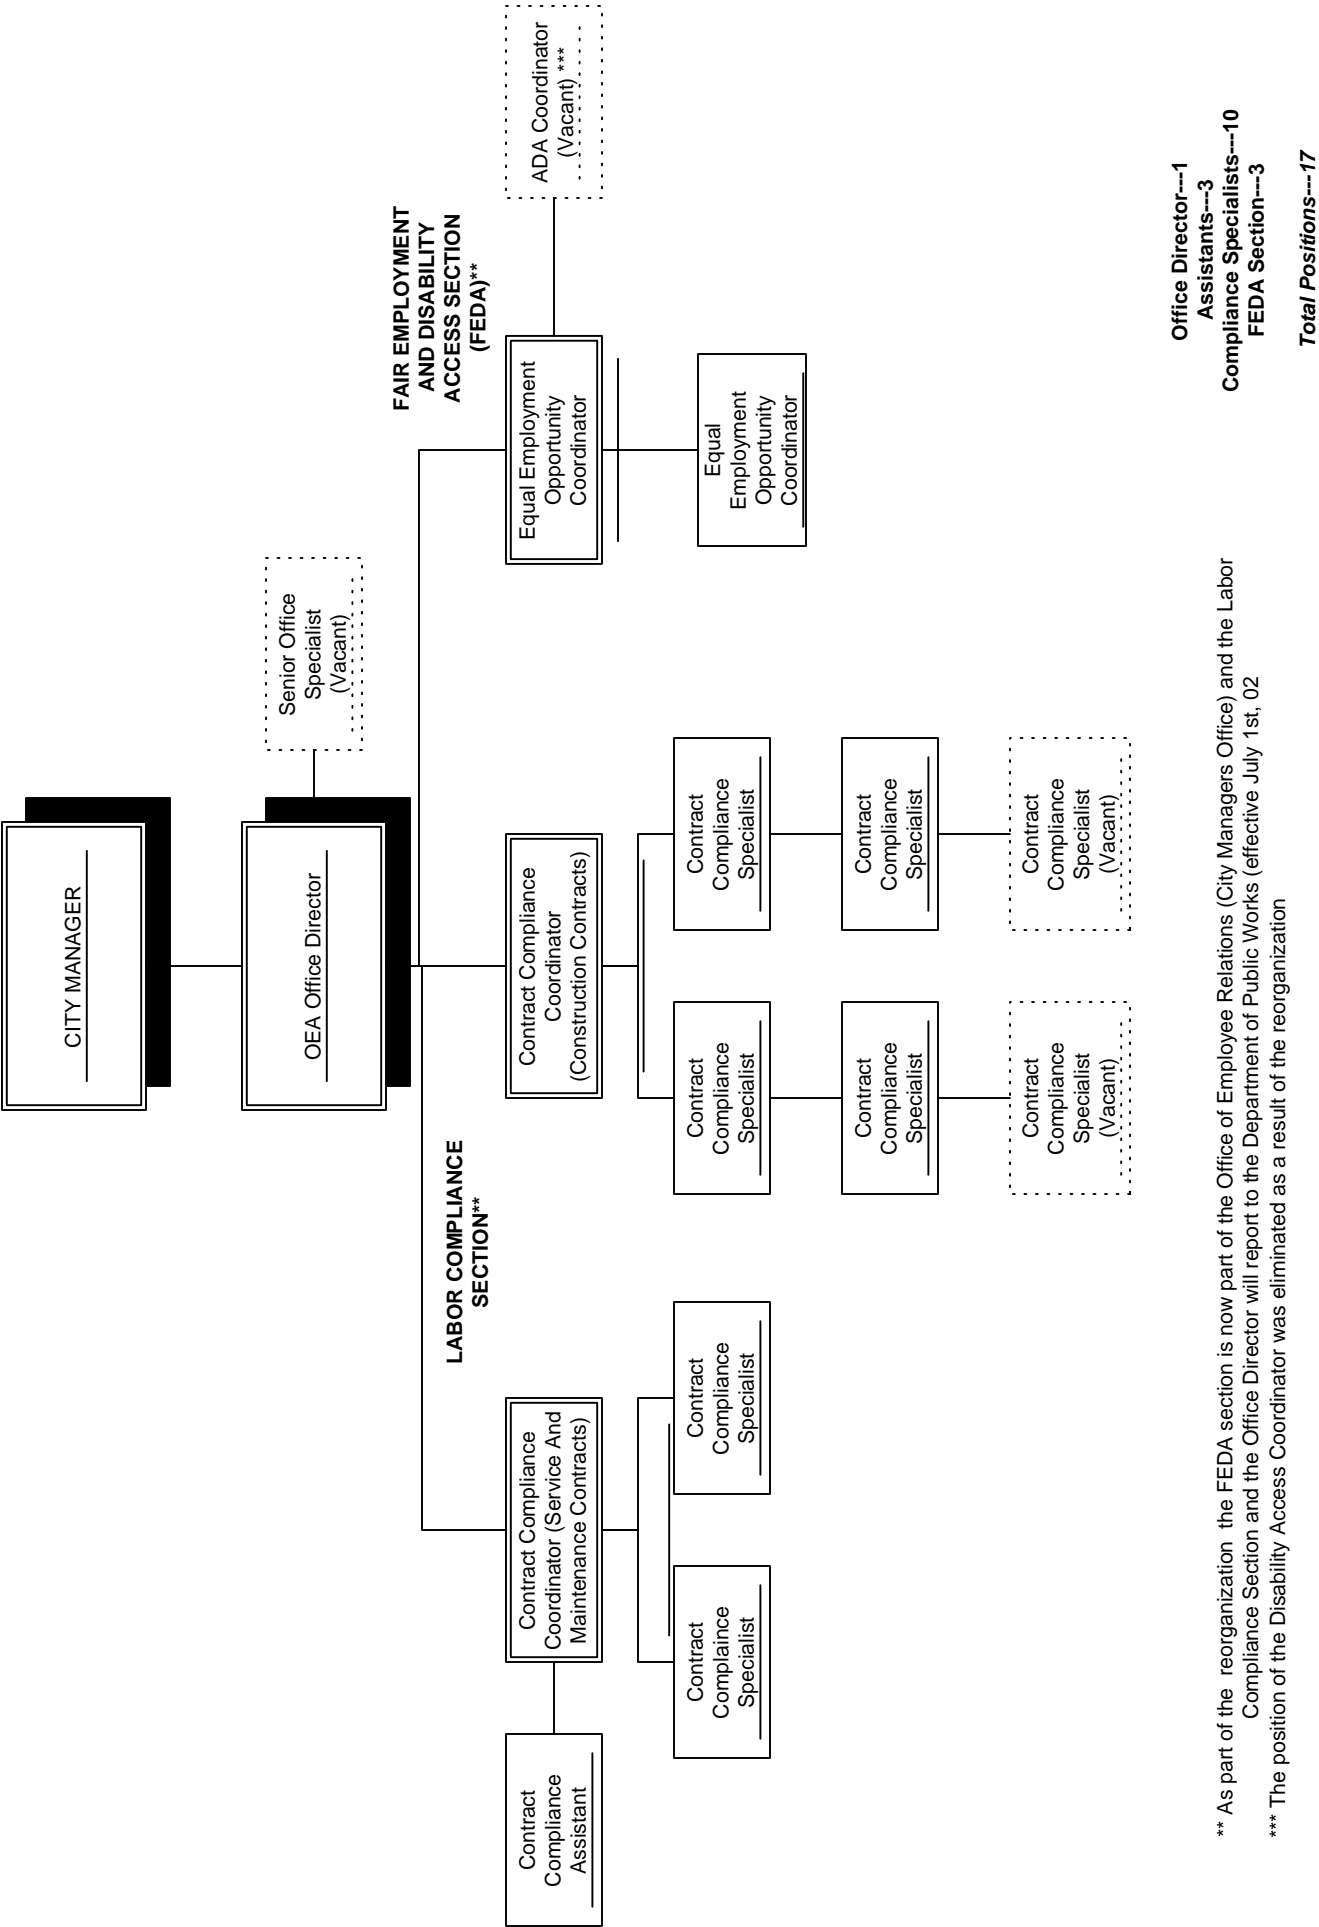 CITY MANAGER
OEA Office Director
Senior Office
Specialist
(Vacant)
LABOR COMPLIANCE
SECTION**
FAIR EMPLOYMENT
AND DISABILITY
ACCESS SECTION
(FEDA)**
Contract
Compliance
Assistant
Contract Compliance
Coordinator (Service And
Maintenance Contracts)
Contract Compliance
Coordinator
(Construction Contracts)
Equal Employment
Opportunity
Coordinator
ADA Coordinator
(Vacant) ***
Contract
Complaince
Specialist
Contract
Compliance
Specialist
Contract
Compliance
Specialist
Contract
Compliance
Specialist
Equal
Employment
Opportunity
Coordinator
Contract
Compliance
Specialist
Contract
Compliance
Specialist
Contract
Compliance
Specialist
(Vacant)
Contract
Compliance
Specialist
(Vacant)
Office Director---1
Assistants---3
Compliance Specialists---10
FEDA Section---3
Total Positions---17
** As part of the reorganization the FEDA section is now part of the Office of Employee Relations (City Managers Office) and the Labor
Compliance Section and the Office Director will report to the Department of Public Works (effective July 1st, 02
*** The position of the Disability Access Coordinator was eliminated as a result of the reorganization